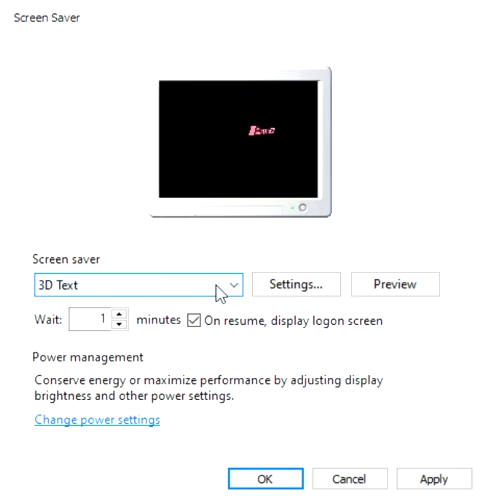 Screen Saver
Screen saver
3D Text
Settings...
Preview
Wait: 1 minutes On resume, display logon screen
Power management
Conserve energy or maximize performance by adjusting display
brightness and other power settings.
Change power settings
OK
Cancel
Apply